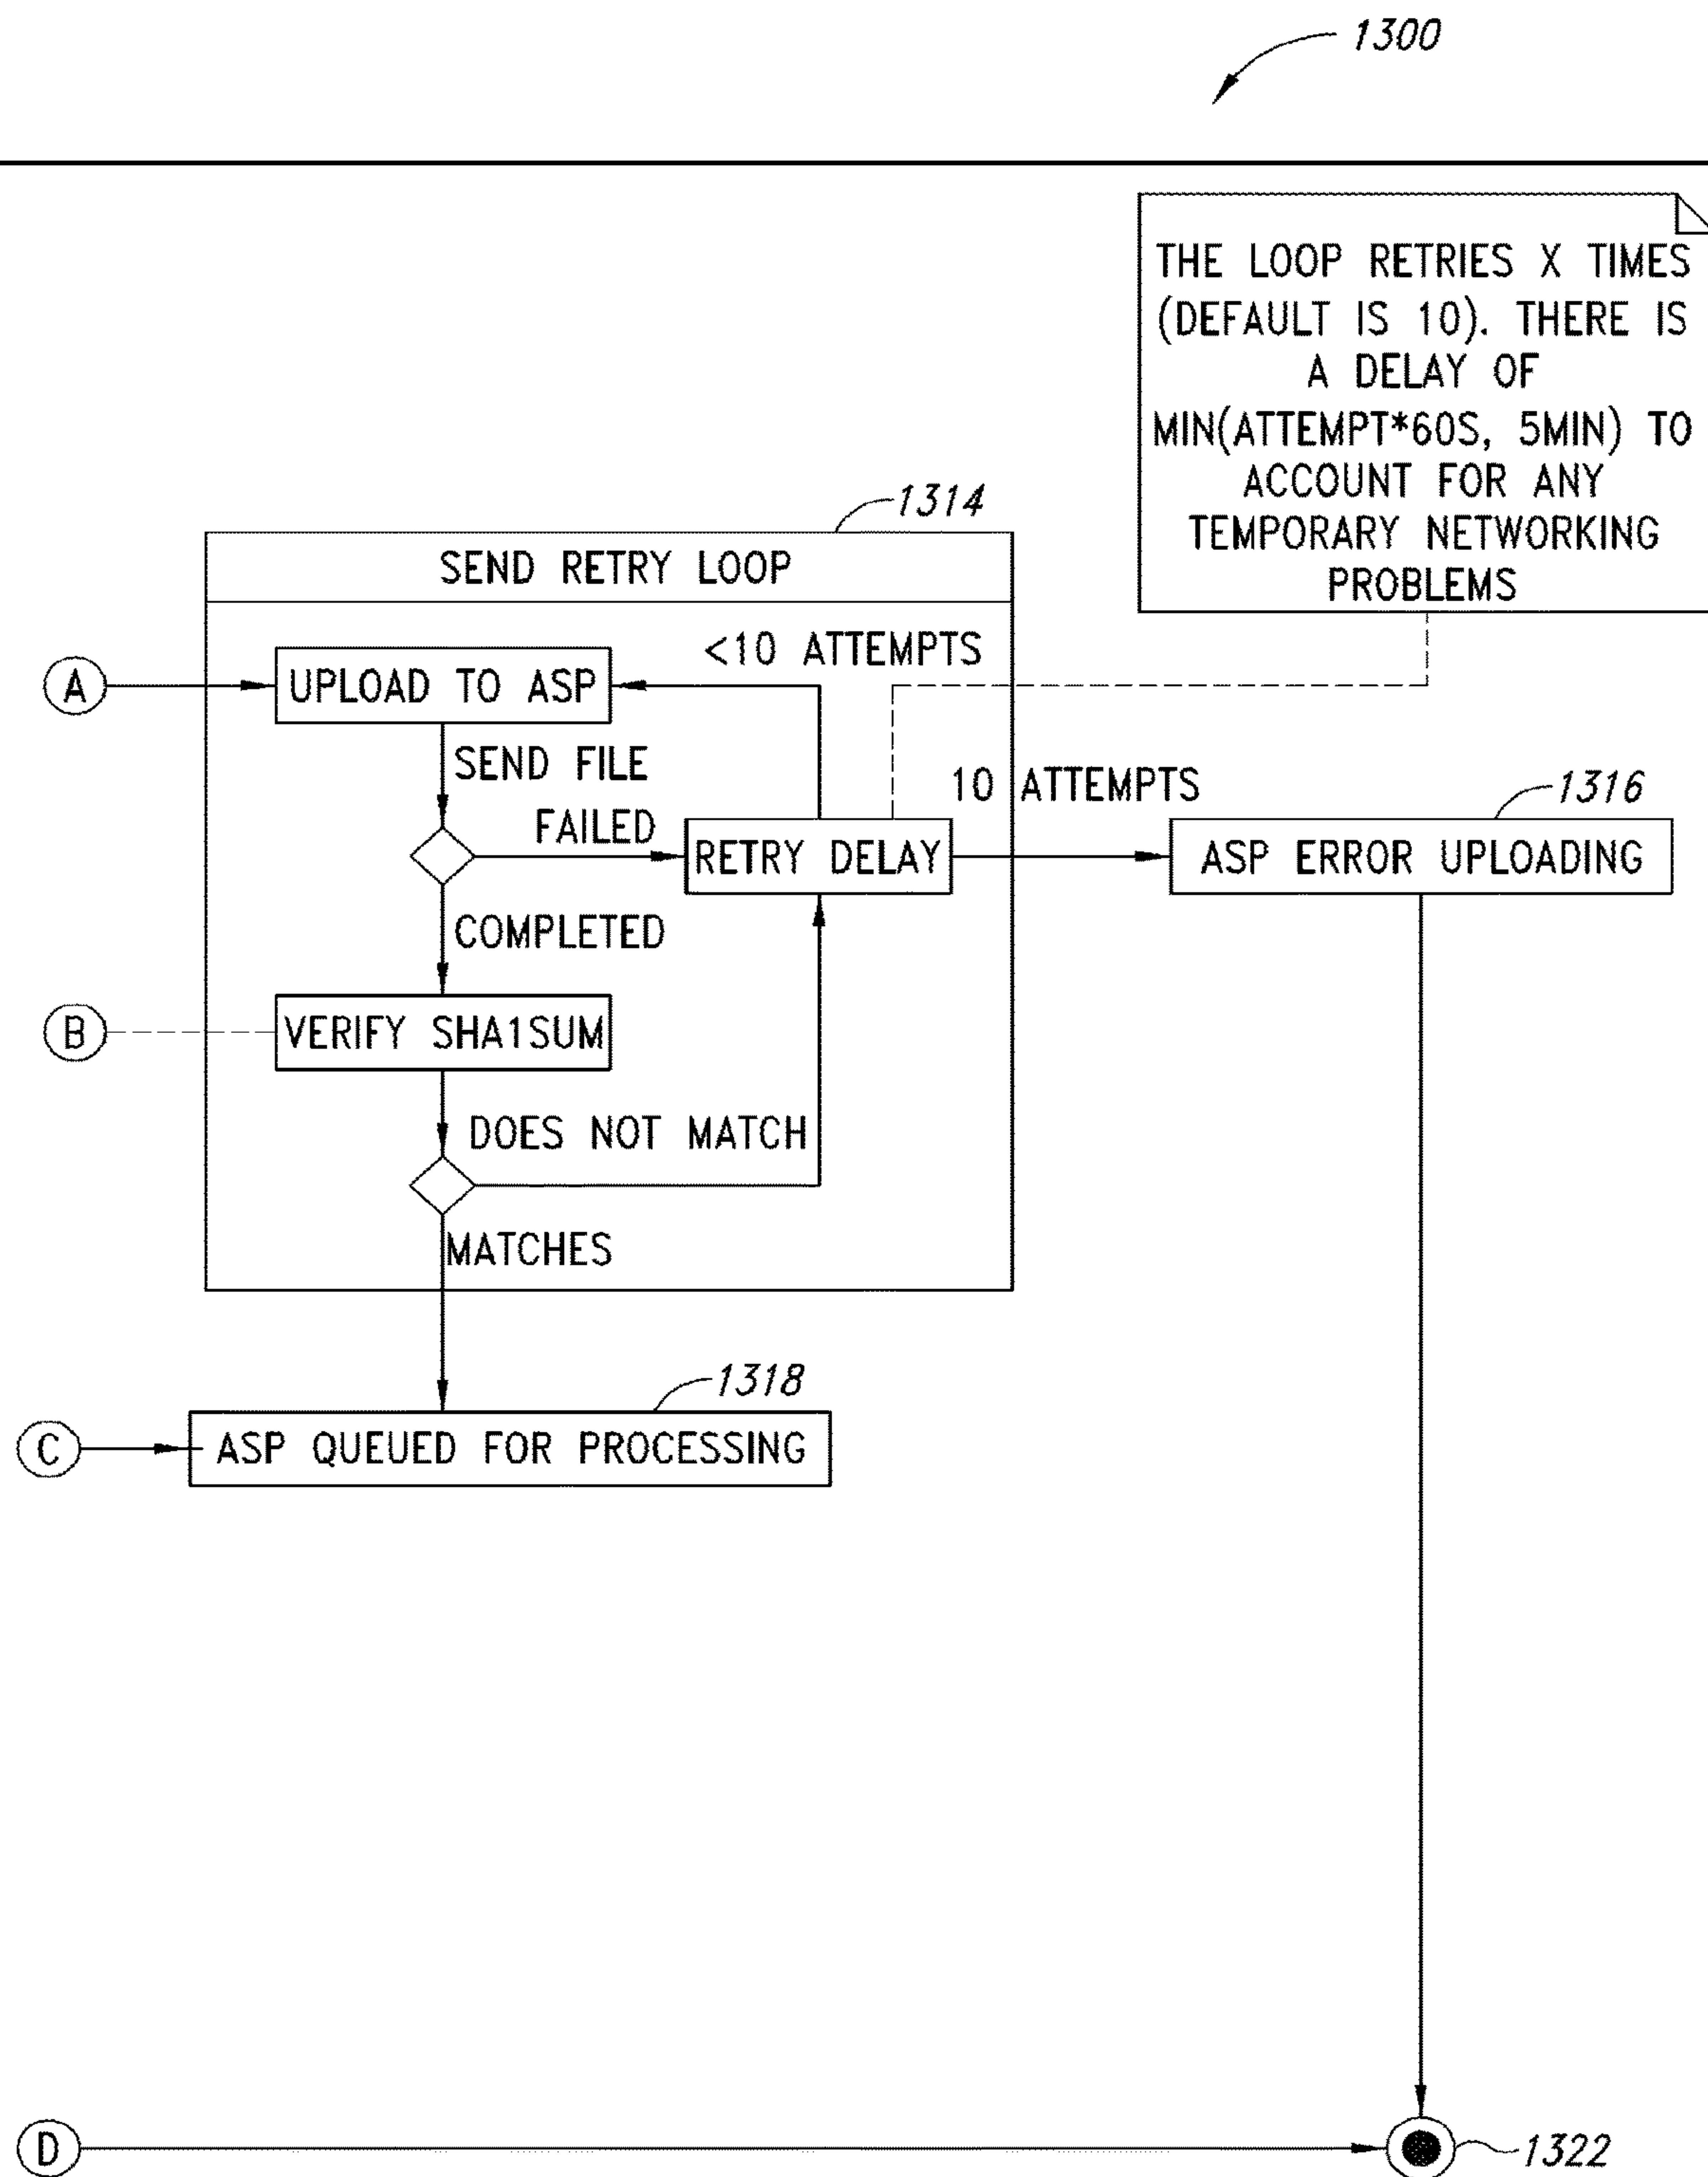 1300
THE LOOP RETRIES X TIMES
(DEFAULT IS 10). THERE IS
A DELAY OF
MIN(ATTEMPT*60S, 5MIN) TO
ACCOUNT FOR ANY
TEMPORARY NETWORKING
PROBLEMS
1314
SEND RETRY LOOP
<10 ATTEMPTS
A
UPLOAD TO ASP
SEND FILE
10 ATTEMPTS
1316
FAILED
RETRY DELAY
ASP ERROR UPLOADING
COMPLETED
B
VERIFY SHA1SUM
DOES NOT MATCH
MATCHES
1318
C
ASP QUEUED FOR PROCESSING
D
1322